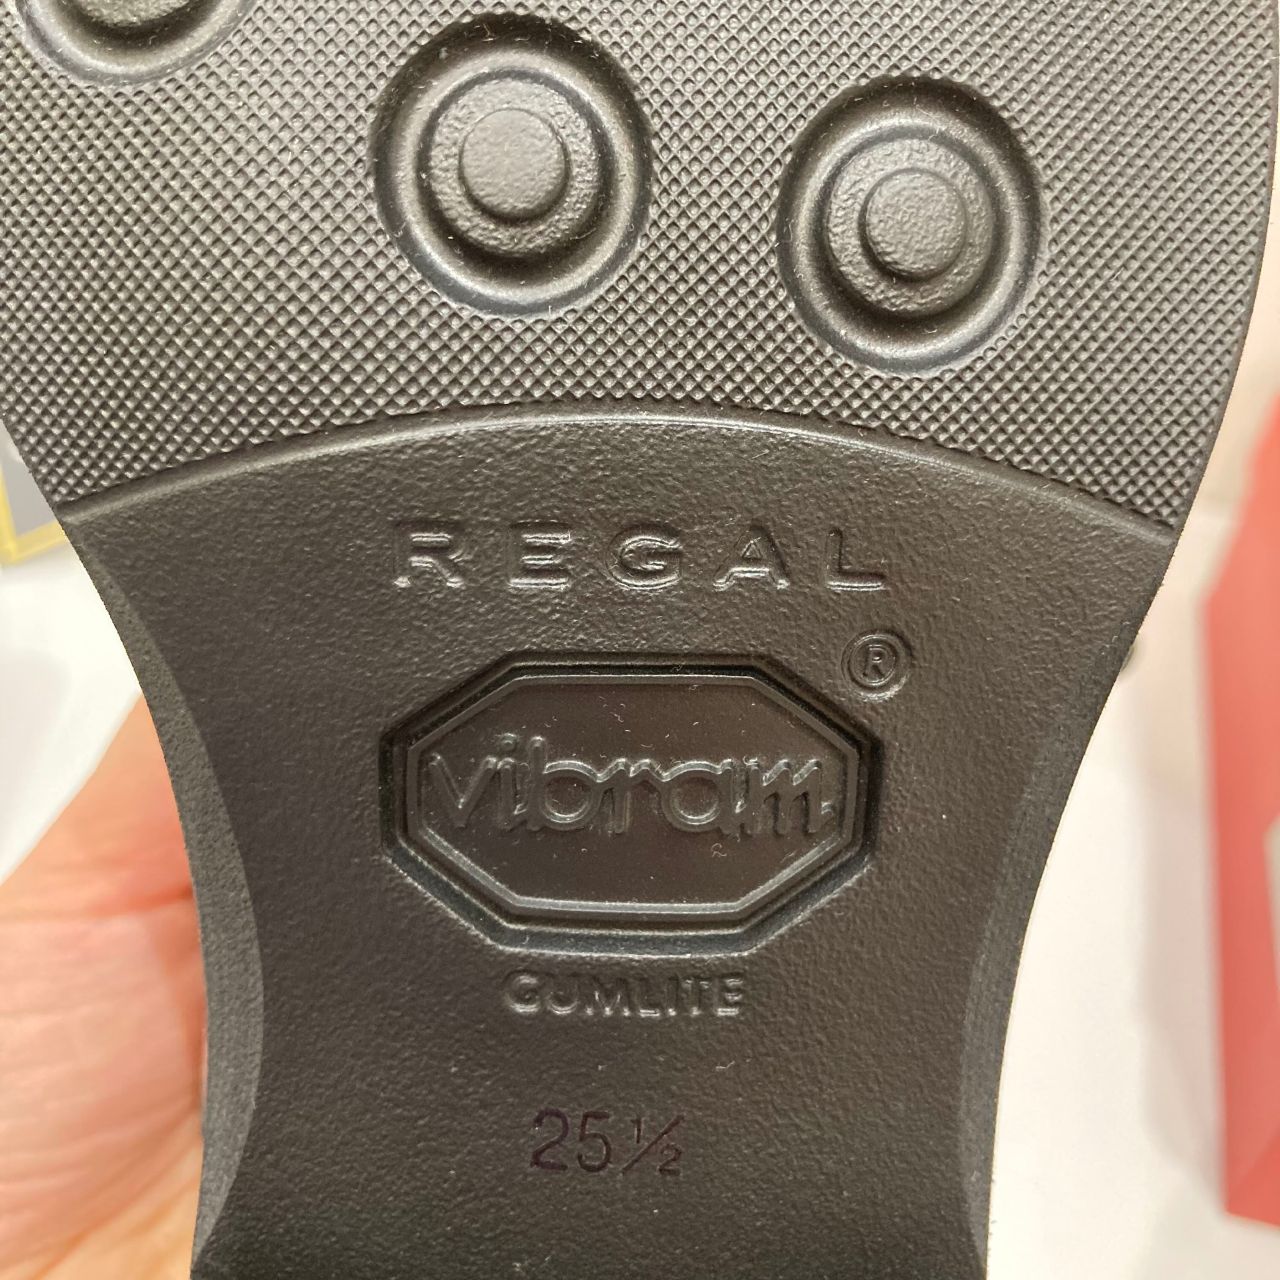 REGAL
®
vibram
GUMLITE
25½